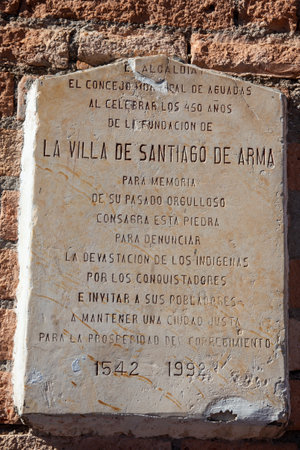 EL ALCALDIA Y
EL CONCEJO MUNICIPAL DE AGUADAS
AL CELEBRAR LOS 450 AÑOS
DE LA FUNDACION DE
LA VILLA DE SANTIAGO DE ARMA
PARA MEMORIA
DE SU PASADO ORGULLOSO
CONSAGRA ESTA PIEDRA
PARA DENUNCIAR
LA DEVASTACION DE LOS INDIGENAS
POR LOS CONQUISTADORES
E INVITAR A SUS POBLADORES
A MANTENER UNA CIUDAD JUSTA
PARA LA PROSPERIDAD DEL CORREGIMIENTO
1542 1992